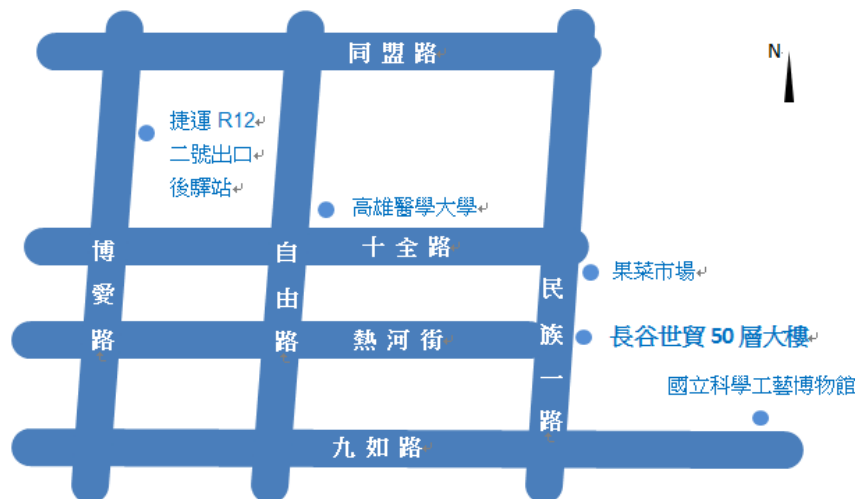 同盟路
N
捷運 R12
二號出口
後驛站
高雄醫學大學
博愛路
自由路
十全路
果菜市場
民族一路
熱河街
長谷世貿 50 層大樓
國立科學工藝博物館
九如路